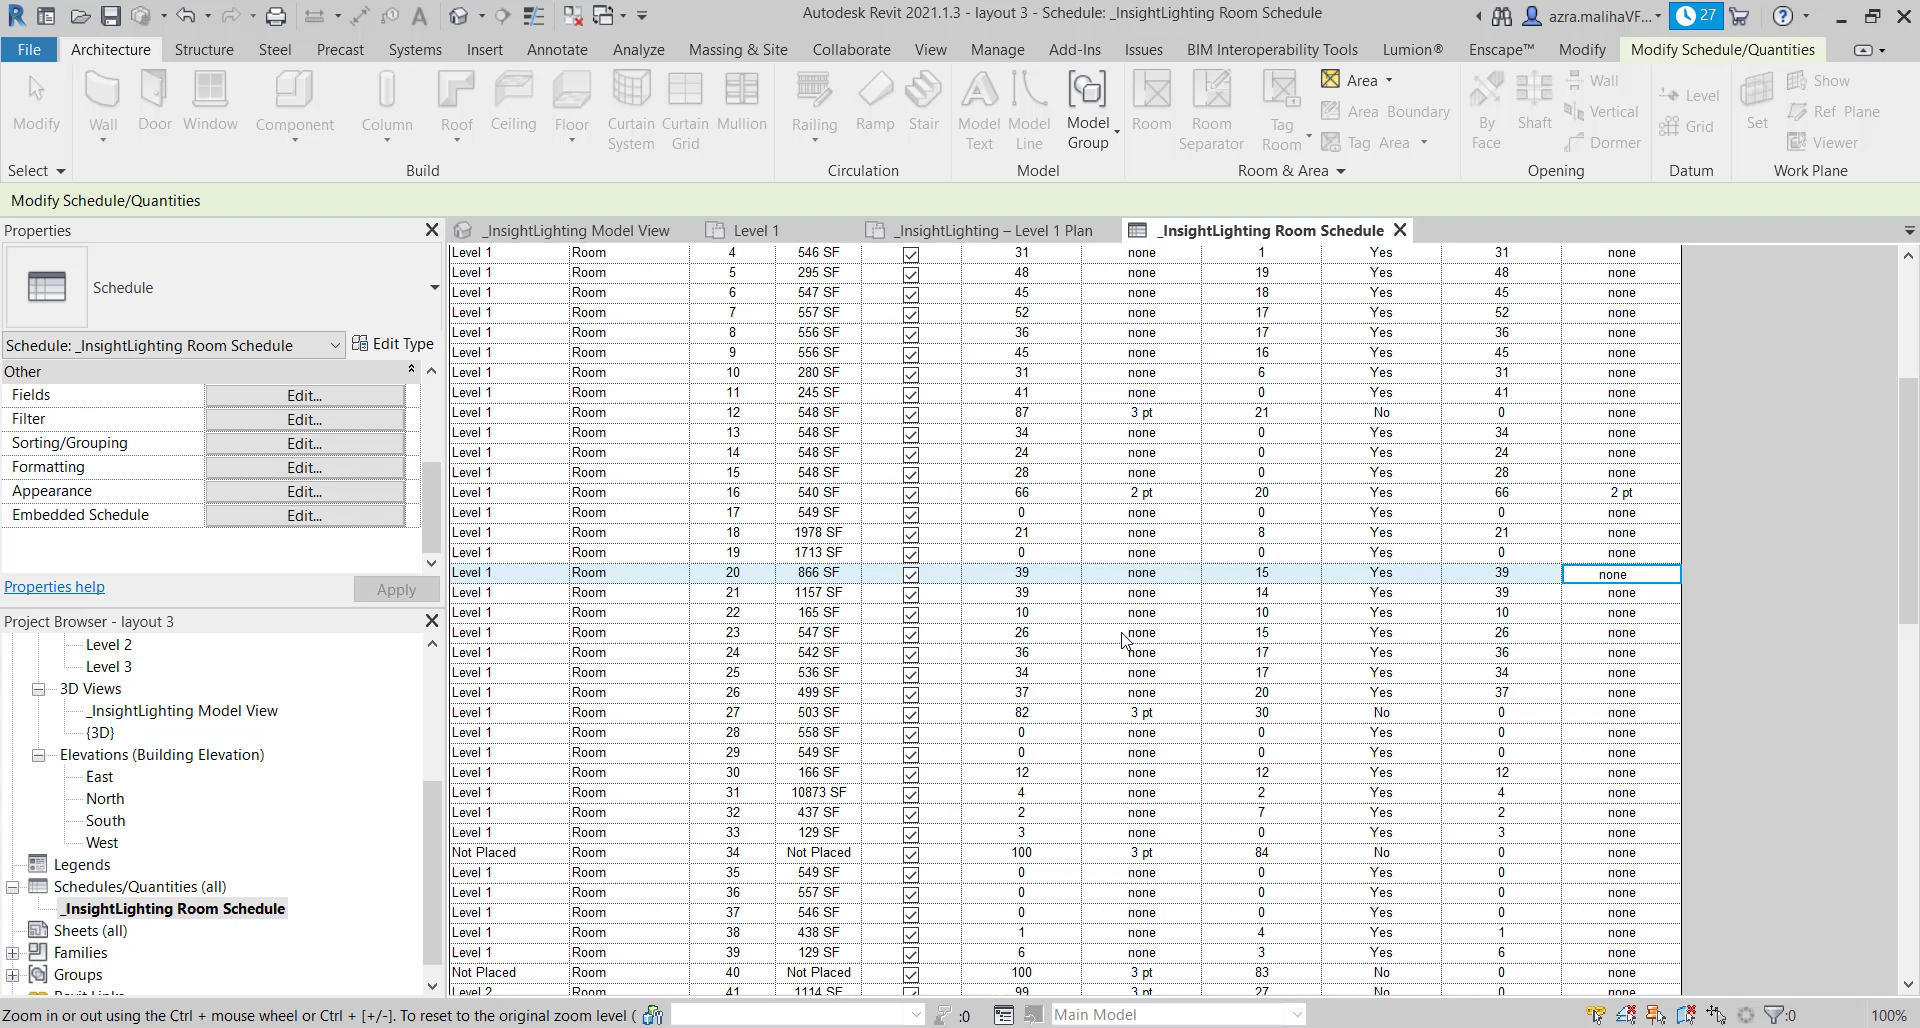 Autodesk Revit 2021.1.3 - layout 3 - Schedule: _InsightLighting Room Schedule
azra.malihaVF...
27
File Architecture Structure Steel Precast Systems Insert Annotate Analyze Massing & Site Collaborate View Manage Add-Ins Issues BIM Interoperability Tools Lumion® Enscape™ Modify Modify Schedule/Quantities
Modify Wall Door Window Component Column Roof Ceiling Floor Curtain System Curtain Grid Mullion Railing Ramp Stair Model Text Model Line Model Group Room Room Separator Tag Room Area Area Boundary Tag Area By Face Shaft Wall Vertical Dormer Level Grid Set Show Ref Plane Viewer
Select Build Circulation Model Room & Area Opening Datum Work Plane
Modify Schedule/Quantities
Properties
Schedule
Schedule: _InsightLighting Room Schedule Edit Type
Other
Fields Edit...
Filter Edit...
Sorting/Grouping Edit...
Formatting Edit...
Appearance Edit...
Embedded Schedule Edit...
Properties help Apply
Project Browser - layout 3
Level 2
Level 3
3D Views
_InsightLighting Model View
{3D}
Elevations (Building Elevation)
East
North
South
West
Legends
Schedules/Quantities (all)
_InsightLighting Room Schedule
Sheets (all)
Families
Groups
Revit Links
_InsightLighting Model View Level 1 _InsightLighting – Level 1 Plan _InsightLighting Room Schedule
Level 1 Room 4 546 SF 31 none 1 Yes 31 none
Level 1 Room 5 295 SF 48 none 19 Yes 48 none
Level 1 Room 6 547 SF 45 none 18 Yes 45 none
Level 1 Room 7 557 SF 52 none 17 Yes 52 none
Level 1 Room 8 556 SF 36 none 17 Yes 36 none
Level 1 Room 9 556 SF 45 none 16 Yes 45 none
Level 1 Room 10 280 SF 31 none 6 Yes 31 none
Level 1 Room 11 245 SF 41 none 0 Yes 41 none
Level 1 Room 12 548 SF 87 3 pt 21 No 0 none
Level 1 Room 13 548 SF 34 none 0 Yes 34 none
Level 1 Room 14 548 SF 24 none 0 Yes 24 none
Level 1 Room 15 548 SF 28 none 0 Yes 28 none
Level 1 Room 16 540 SF 66 2 pt 20 Yes 66 2 pt
Level 1 Room 17 549 SF 0 none 0 Yes 0 none
Level 1 Room 18 1978 SF 21 none 8 Yes 21 none
Level 1 Room 19 1713 SF 0 none 0 Yes 0 none
Level 1 Room 20 866 SF 39 none 15 Yes 39 none
Level 1 Room 21 1157 SF 39 none 14 Yes 39 none
Level 1 Room 22 165 SF 10 none 10 Yes 10 none
Level 1 Room 23 547 SF 26 none 15 Yes 26 none
Level 1 Room 24 542 SF 36 none 17 Yes 36 none
Level 1 Room 25 536 SF 34 none 17 Yes 34 none
Level 1 Room 26 499 SF 37 none 20 Yes 37 none
Level 1 Room 27 503 SF 82 3 pt 30 No 0 none
Level 1 Room 28 558 SF 0 none 0 Yes 0 none
Level 1 Room 29 549 SF 0 none 0 Yes 0 none
Level 1 Room 30 166 SF 12 none 12 Yes 12 none
Level 1 Room 31 10873 SF 4 none 2 Yes 4 none
Level 1 Room 32 437 SF 2 none 7 Yes 2 none
Level 1 Room 33 129 SF 3 none 0 Yes 3 none
Not Placed Room 34 Not Placed 100 3 pt 84 No 0 none
Level 1 Room 35 549 SF 0 none 0 Yes 0 none
Level 1 Room 36 557 SF 0 none 0 Yes 0 none
Level 1 Room 37 546 SF 0 none 0 Yes 0 none
Level 1 Room 38 438 SF 1 none 4 Yes 1 none
Level 1 Room 39 129 SF 6 none 3 Yes 6 none
Not Placed Room 40 Not Placed 100 3 pt 83 No 0 none
Level 2 Room 41 1114 SF 99 3 pt 27 No 0 none
Zoom in or out using the Ctrl + mouse wheel or Ctrl + [+/-]. To reset to the original zoom level ( :0 Main Model :0 100%